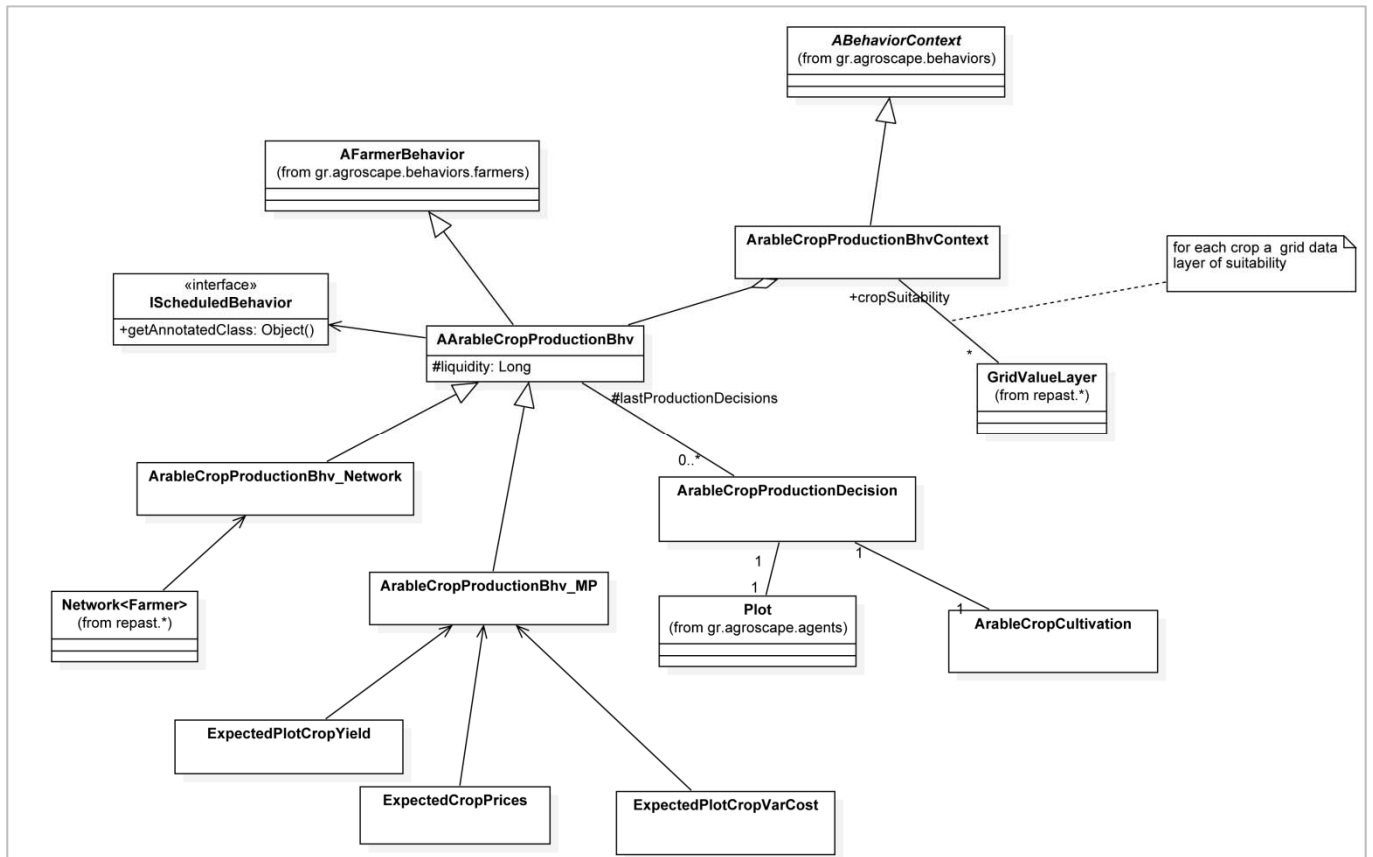 ABehaviorContext
(from gr.agroscape.behaviors)
AFarmerBehavior
(from gr.agroscape.behaviors.farmers)
ArableCropProductionBhvContext
for each crop a grid data
layer of suitability
«interface»
IScheduledBehavior
+getAnnotatedClass: Object()
+cropSuitability
AArableCropProductionBhv
#liquidity: Long
*
GridValueLayer
(from repast.*)
#lastProductionDecisions
0..*
ArableCropProductionBhv_Network
ArableCropProductionDecision
1
1
ArableCropProductionBhv_MP
1
Network<Farmer>
(from repast.*)
Plot
(from gr.agroscape.agents)
1
ArableCropCultivation
ExpectedPlotCropYield
ExpectedCropPrices
ExpectedPlotCropVarCost